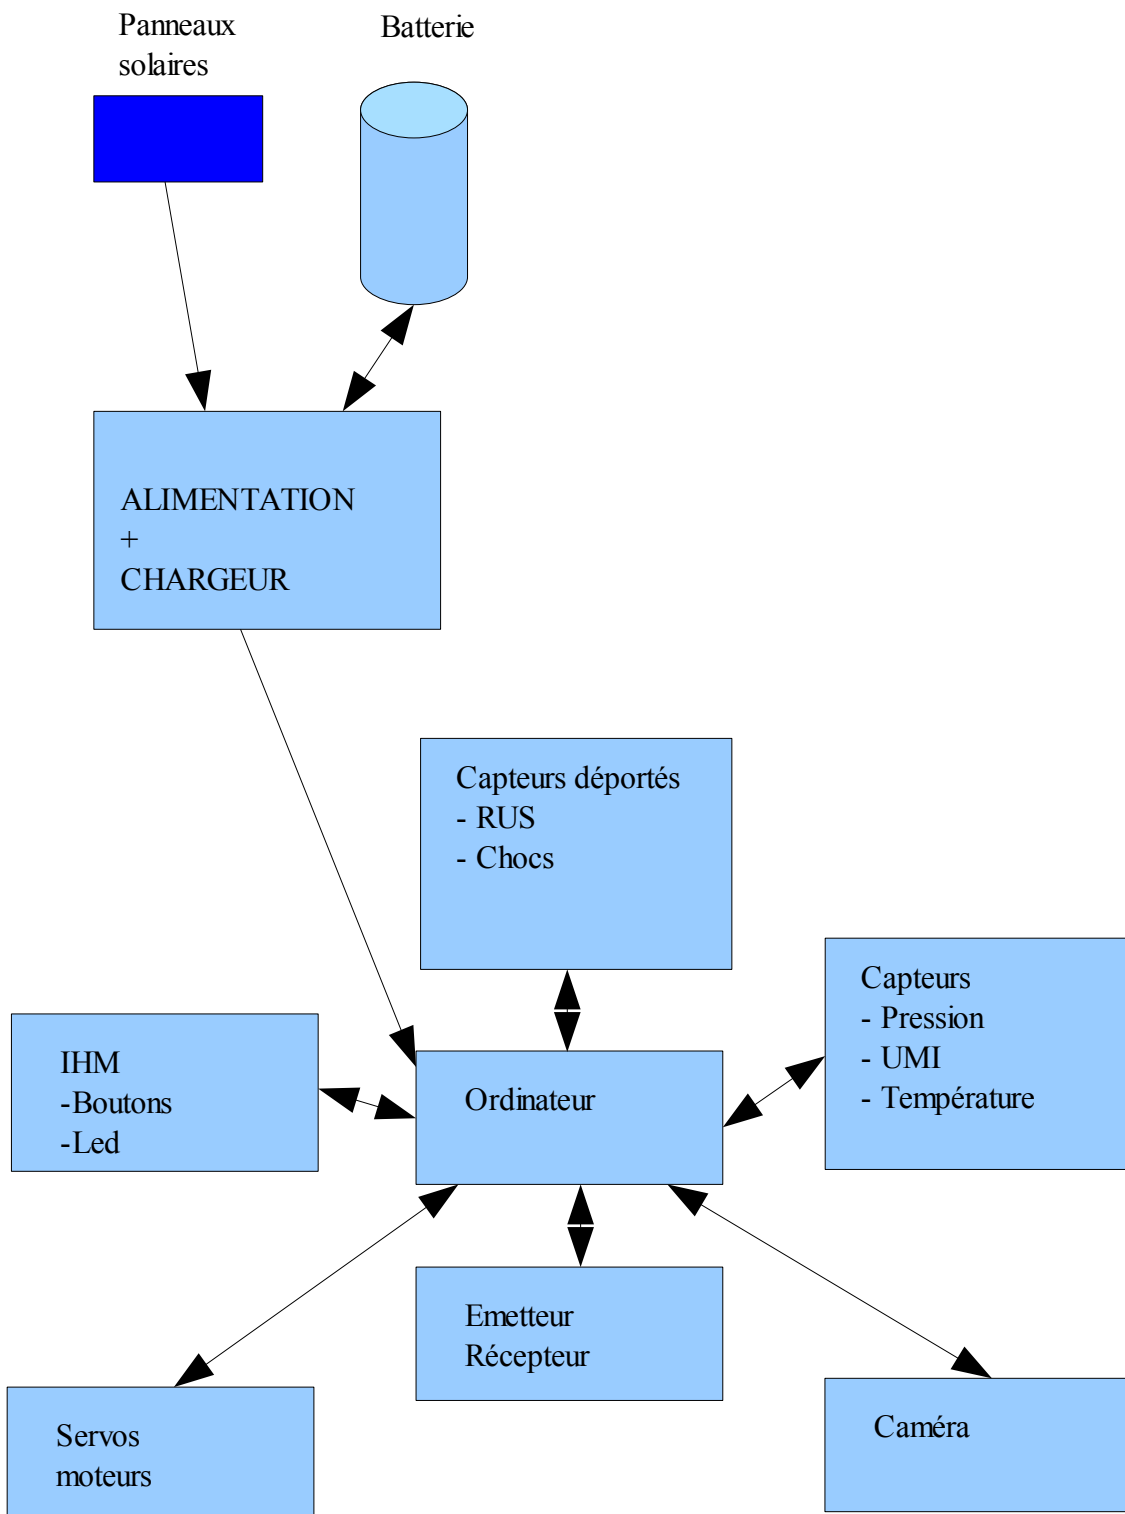 Panneaux
solaires
Batterie
ALIMENTATION
+
CHARGEUR
Capteurs déportés
- RUS
- Chocs
Capteurs
- Pression
- UMI
- Température
IHM
-Boutons
-Led
Ordinateur
Emetteur
Récepteur
Servos
moteurs
Caméra